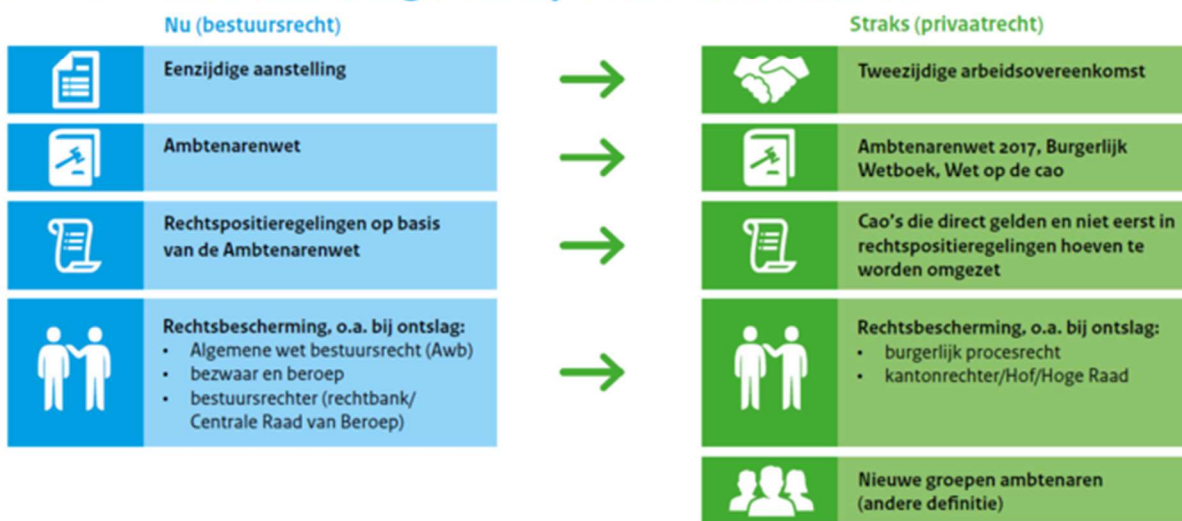 Nu (bestuursrecht)
Eenzijdige aanstelling
Ambtenarenwet
Rechtspositieregelingen op basis
van de Ambtenarenwet
Rechtsbescherming, o.a. bij ontslag:
• Algemene wet bestuursrecht (Awb)
• bezwaar en beroep
• bestuursrechter (rechtbank/
Centrale Raad van Beroep)
Straks (privaatrecht)
Tweezijdige arbeidsovereenkomst
Ambtenarenwet 2017, Burgerlijk
Wetboek, Wet op de cao
Cao's die direct gelden en niet eerst in
rechtspositieregelingen hoeven te
worden omgezet
Rechtsbescherming, o.a. bij ontslag:
• burgerlijk procesrecht
• kantonrechter/Hof/Hoge Raad
Nieuwe groepen ambtenaren
(andere definitie)